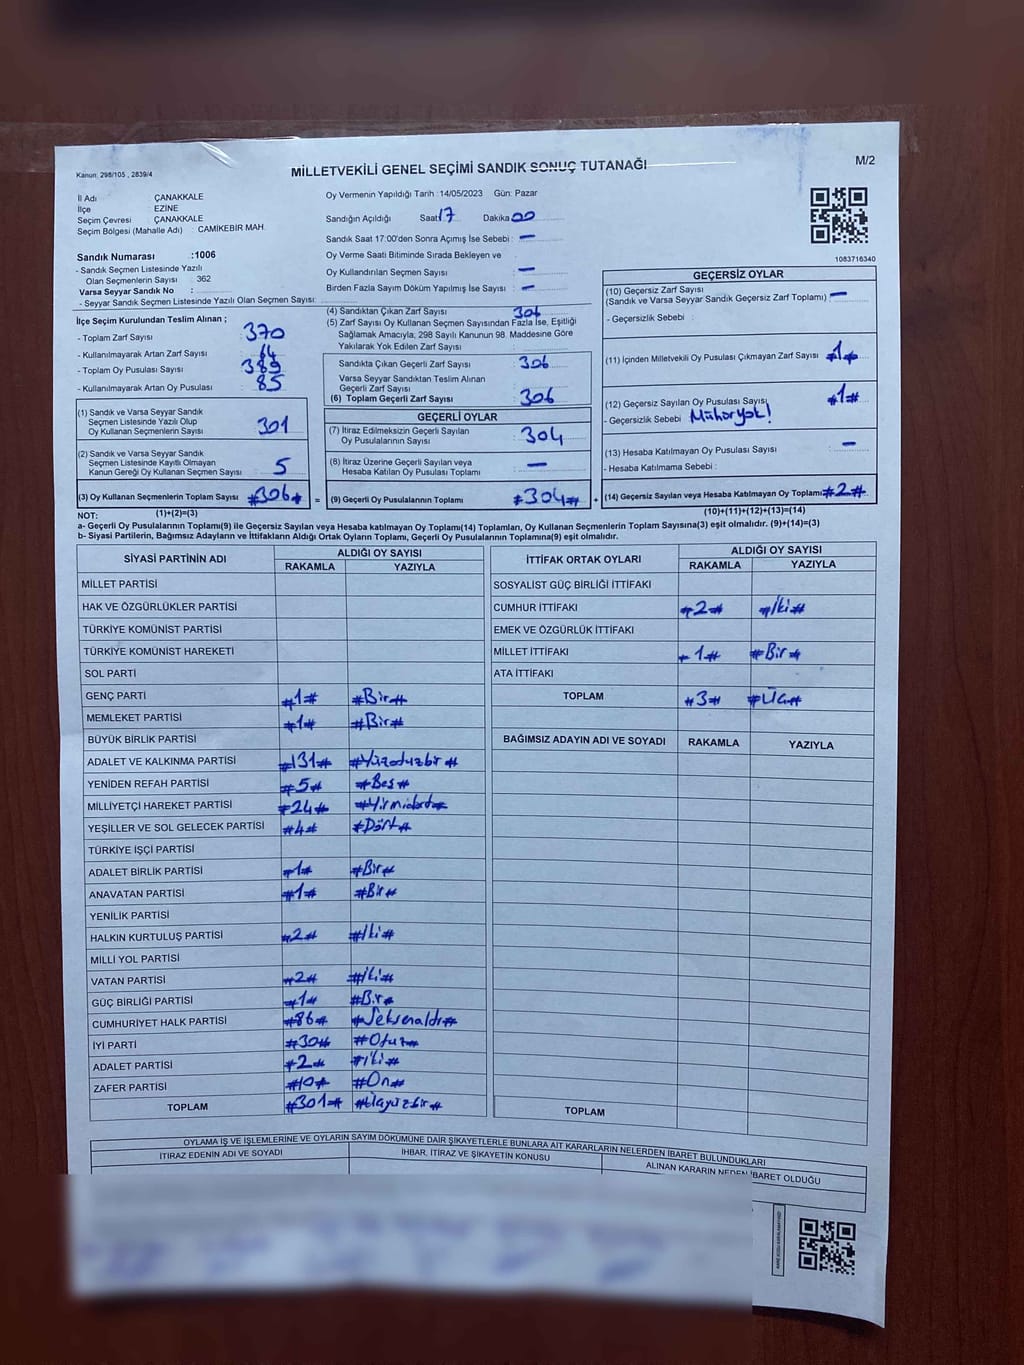 Kanun: 298/105 , 2839/4
MİLLETVEKİLİ GENEL SEÇİMİ SANDIK SONUÇ TUTANAĞI
M/2
İl Adı ÇANAKKALE
İlçe EZİNE
Seçim Çevresi ÇANAKKALE
Seçim Bölgesi (Mahalle Adı) : CAMİKEBİR MAH.
Sandık Numarası :1006
- Sandık Seçmen Listesinde Yazılı
Olan Seçmenlerin Sayısı : 362
Varsa Seyyar Sandık No :
- Seyyar Sandık Seçmen Listesinde Yazılı Olan Seçmen Sayısı:
Oy Vermenin Yapıldığı Tarih :14/05/2023 Gün: Pazar
Sandığın Açıldığı Saat 17 Dakika 00
Sandık Saat 17:00'den Sonra Açımış İse Sebebi : -
Oy Verme Saati Bitiminde Sırada Bekleyen ve
Oy Kullandırılan Seçmen Sayısı : -
Birden Fazla Sayım Döküm Yapılmış İse Sayısı : -
1083716340
İlçe Seçim Kurulundan Teslim Alınan ;
- Toplam Zarf Sayısı : 370
- Kullanılmayarak Artan Zarf Sayısı : 64
- Toplam Oy Pusulası Sayısı : 389
- Kullanılmayarak Artan Oy Pusulası : 85
(1) Sandık ve Varsa Seyyar Sandık
Seçmen Listesinde Yazılı Olup
Oy Kullanan Seçmenlerin Sayısı : 301
(2) Sandık ve Varsa Seyyar Sandık
Seçmen Listesinde Kayıtlı Olmayan
Kanun Gereği Oy Kullanan Seçmen Sayısı : 5
(3) Oy Kullanan Seçmenlerin Toplam Sayısı #306# =
(1)+(2)=(3)
(4) Sandıktan Çıkan Zarf Sayısı : 306
(5) Zarf Sayısı Oy Kullanan Seçmen Sayısından Fazla İse, Eşitliği
Sağlamak Amacıyla, 298 Sayılı Kanunun 98. Maddesine Göre
Yakılarak Yok Edilen Zarf Sayısı :
Sandıkta Çıkan Geçerli Zarf Sayısı : 306
Varsa Seyyar Sandıktan Teslim Alınan
Geçerli Zarf Sayısı
(6) Toplam Geçerli Zarf Sayısı : 306
GEÇERLİ OYLAR
(7) İtiraz Edilmeksizin Geçerli Sayılan
Oy Pusulalarının Sayısı : 304
(8) İtiraz Üzerine Geçerli Sayılan veya
Hesaba Katılan Oy Pusulası Toplamı : -
(9) Geçerli Oy Pusulalarının Toplamı : #304# +
GEÇERSİZ OYLAR
(10) Geçersiz Zarf Sayısı
(Sandık ve Varsa Seyyar Sandık Geçersiz Zarf Toplamı) : -
- Geçersizlik Sebebi :
(11) İçinden Milletvekili Oy Pusulası Çıkmayan Zarf Sayısı : #1#
(12) Geçersiz Sayılan Oy Pusulası Sayısı : #1#
- Geçersizlik Sebebi : Mühüryok!
(13) Hesaba Katılmayan Oy Pusulası Sayısı : -
- Hesaba Katılmama Sebebi :
(14) Geçersiz Sayılan veya Hesaba Katılmayan Oy Toplamı: #2#
(10)+(11)+(12)+(13)=(14)
NOT:
a- Geçerli Oy Pusulalarının Toplamı(9) ile Geçersiz Sayılan veya Hesaba katılmayan Oy Toplamı(14) Toplamları, Oy Kullanan Seçmenlerin Toplam Sayısına(3) eşit olmalıdır. (9)+(14)=(3)
b- Siyasi Partilerin, Bağımsız Adayların ve İttifakların Aldığı Ortak Oyların Toplamı, Geçerli Oy Pusulalarının Toplamına(9) eşit olmalıdır.
SİYASİ PARTİNİN ADI ALDIĞI OY SAYISI
RAKAMLA YAZIYLA
MİLLET PARTİSİ
HAK VE ÖZGÜRLÜKLER PARTİSİ
TÜRKİYE KOMÜNİST PARTİSİ
TÜRKİYE KOMÜNİST HAREKETİ
SOL PARTİ
GENÇ PARTİ #1# #Bir#
MEMLEKET PARTİSİ #1# #Bir#
BÜYÜK BİRLİK PARTİSİ
ADALET VE KALKINMA PARTİSİ #131# #Yüzotuzbir#
YENİDEN REFAH PARTİSİ #5# #Beş#
MİLLİYETÇİ HAREKET PARTİSİ #24# #Yirmidört#
YEŞİLLER VE SOL GELECEK PARTİSİ #4# #Dört#
TÜRKİYE İŞÇİ PARTİSİ
ADALET BİRLİK PARTİSİ #1# #Bir#
ANAVATAN PARTİSİ #1# #Bir#
YENİLİK PARTİSİ
HALKIN KURTULUŞ PARTİSİ #2# #İki#
MİLLİ YOL PARTİSİ
VATAN PARTİSİ #2# #İki#
GÜÇ BİRLİĞİ PARTİSİ #1# #Bir#
CUMHURİYET HALK PARTİSİ #86# #Seksenaltı#
İYİ PARTİ #30# #Otuz#
ADALET PARTİSİ #2# #iki#
ZAFER PARTİSİ #10# #On#
TOPLAM #301# #Üçyüzbir#
İTTİFAK ORTAK OYLARI ALDIĞI OY SAYISI
RAKAMLA YAZIYLA
SOSYALİST GÜÇ BİRLİĞİ İTTİFAKI
CUMHUR İTTİFAKI #2# #İki#
EMEK VE ÖZGÜRLÜK İTTİFAKI
MİLLET İTTİFAKI #1# #Bir#
ATA İTTİFAKI
TOPLAM #3# #Üç#
BAĞIMSIZ ADAYIN ADI VE SOYADI RAKAMLA YAZIYLA
TOPLAM
OYLAMA İŞ VE İŞLEMLERİNE VE OYLARIN SAYIM DÖKÜMÜNE DAİR ŞİKAYETLERLE BUNLARA AİT KARARLARIN NELERDEN İBARET BULUNDUKLARI
İTİRAZ EDENİN ADI VE SOYADI İHBAR, İTİRAZ VE ŞİKAYETİN KONUSU ALINAN KARARIN NEDEN İBARET OLDUĞU